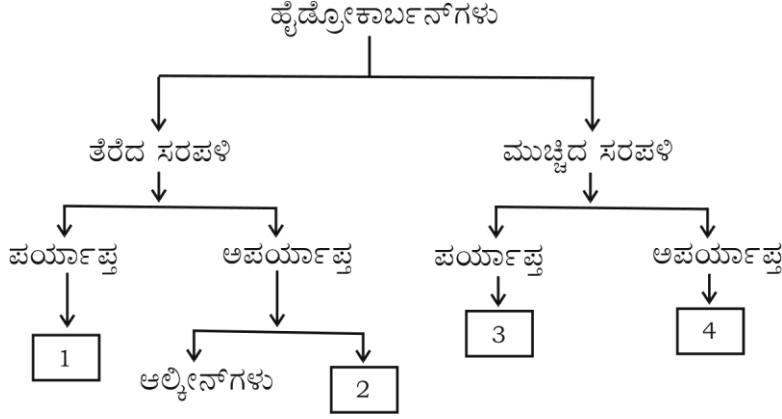 ಹೈಡ್ರೋಕಾರ್ಬನ್‌ಗಳು
ತೆರೆದ ಸರಪಳಿ
ಮುಚ್ಚಿದ ಸರಪಳಿ
ಪರ್ಯಾಪ್ತ
ಅಪರ್ಯಾಪ್ತ
ಪರ್ಯಾಪ್ತ
ಅಪರ್ಯಾಪ್ತ
1
ಆಲ್ಕೀನ್‌ಗಳು
2
3
4